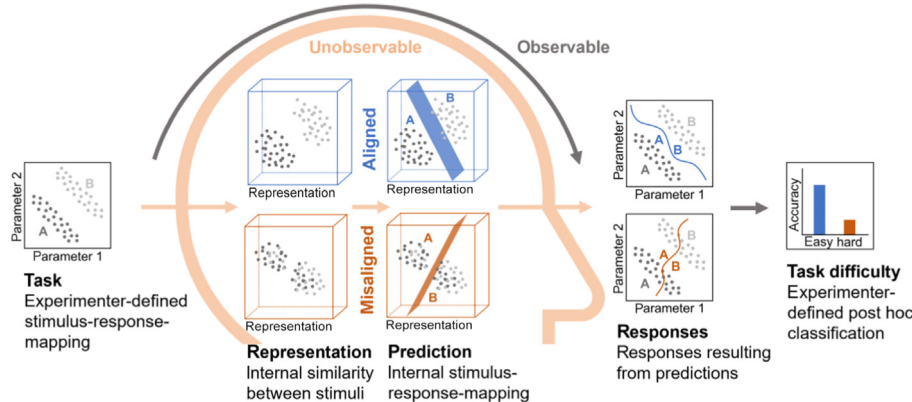 Unobservable
Observable
Parameter 2
A
B
Parameter 1
Task
Experimenter-defined
stimulus-response-
mapping
Representation
Aligned
A
B
Representation
Representation
Misaligned
A
B
Representation
Representation
Internal similarity
between stimuli
Prediction
Internal stimulus-
response-mapping
Parameter 2
A
B
A
B
Parameter 1
Parameter 2
A
B
A
B
Parameter 1
Responses
Responses resulting
from predictions
Accuracy
Easy hard
Task difficulty
Experimenter-
defined post hoc
classification